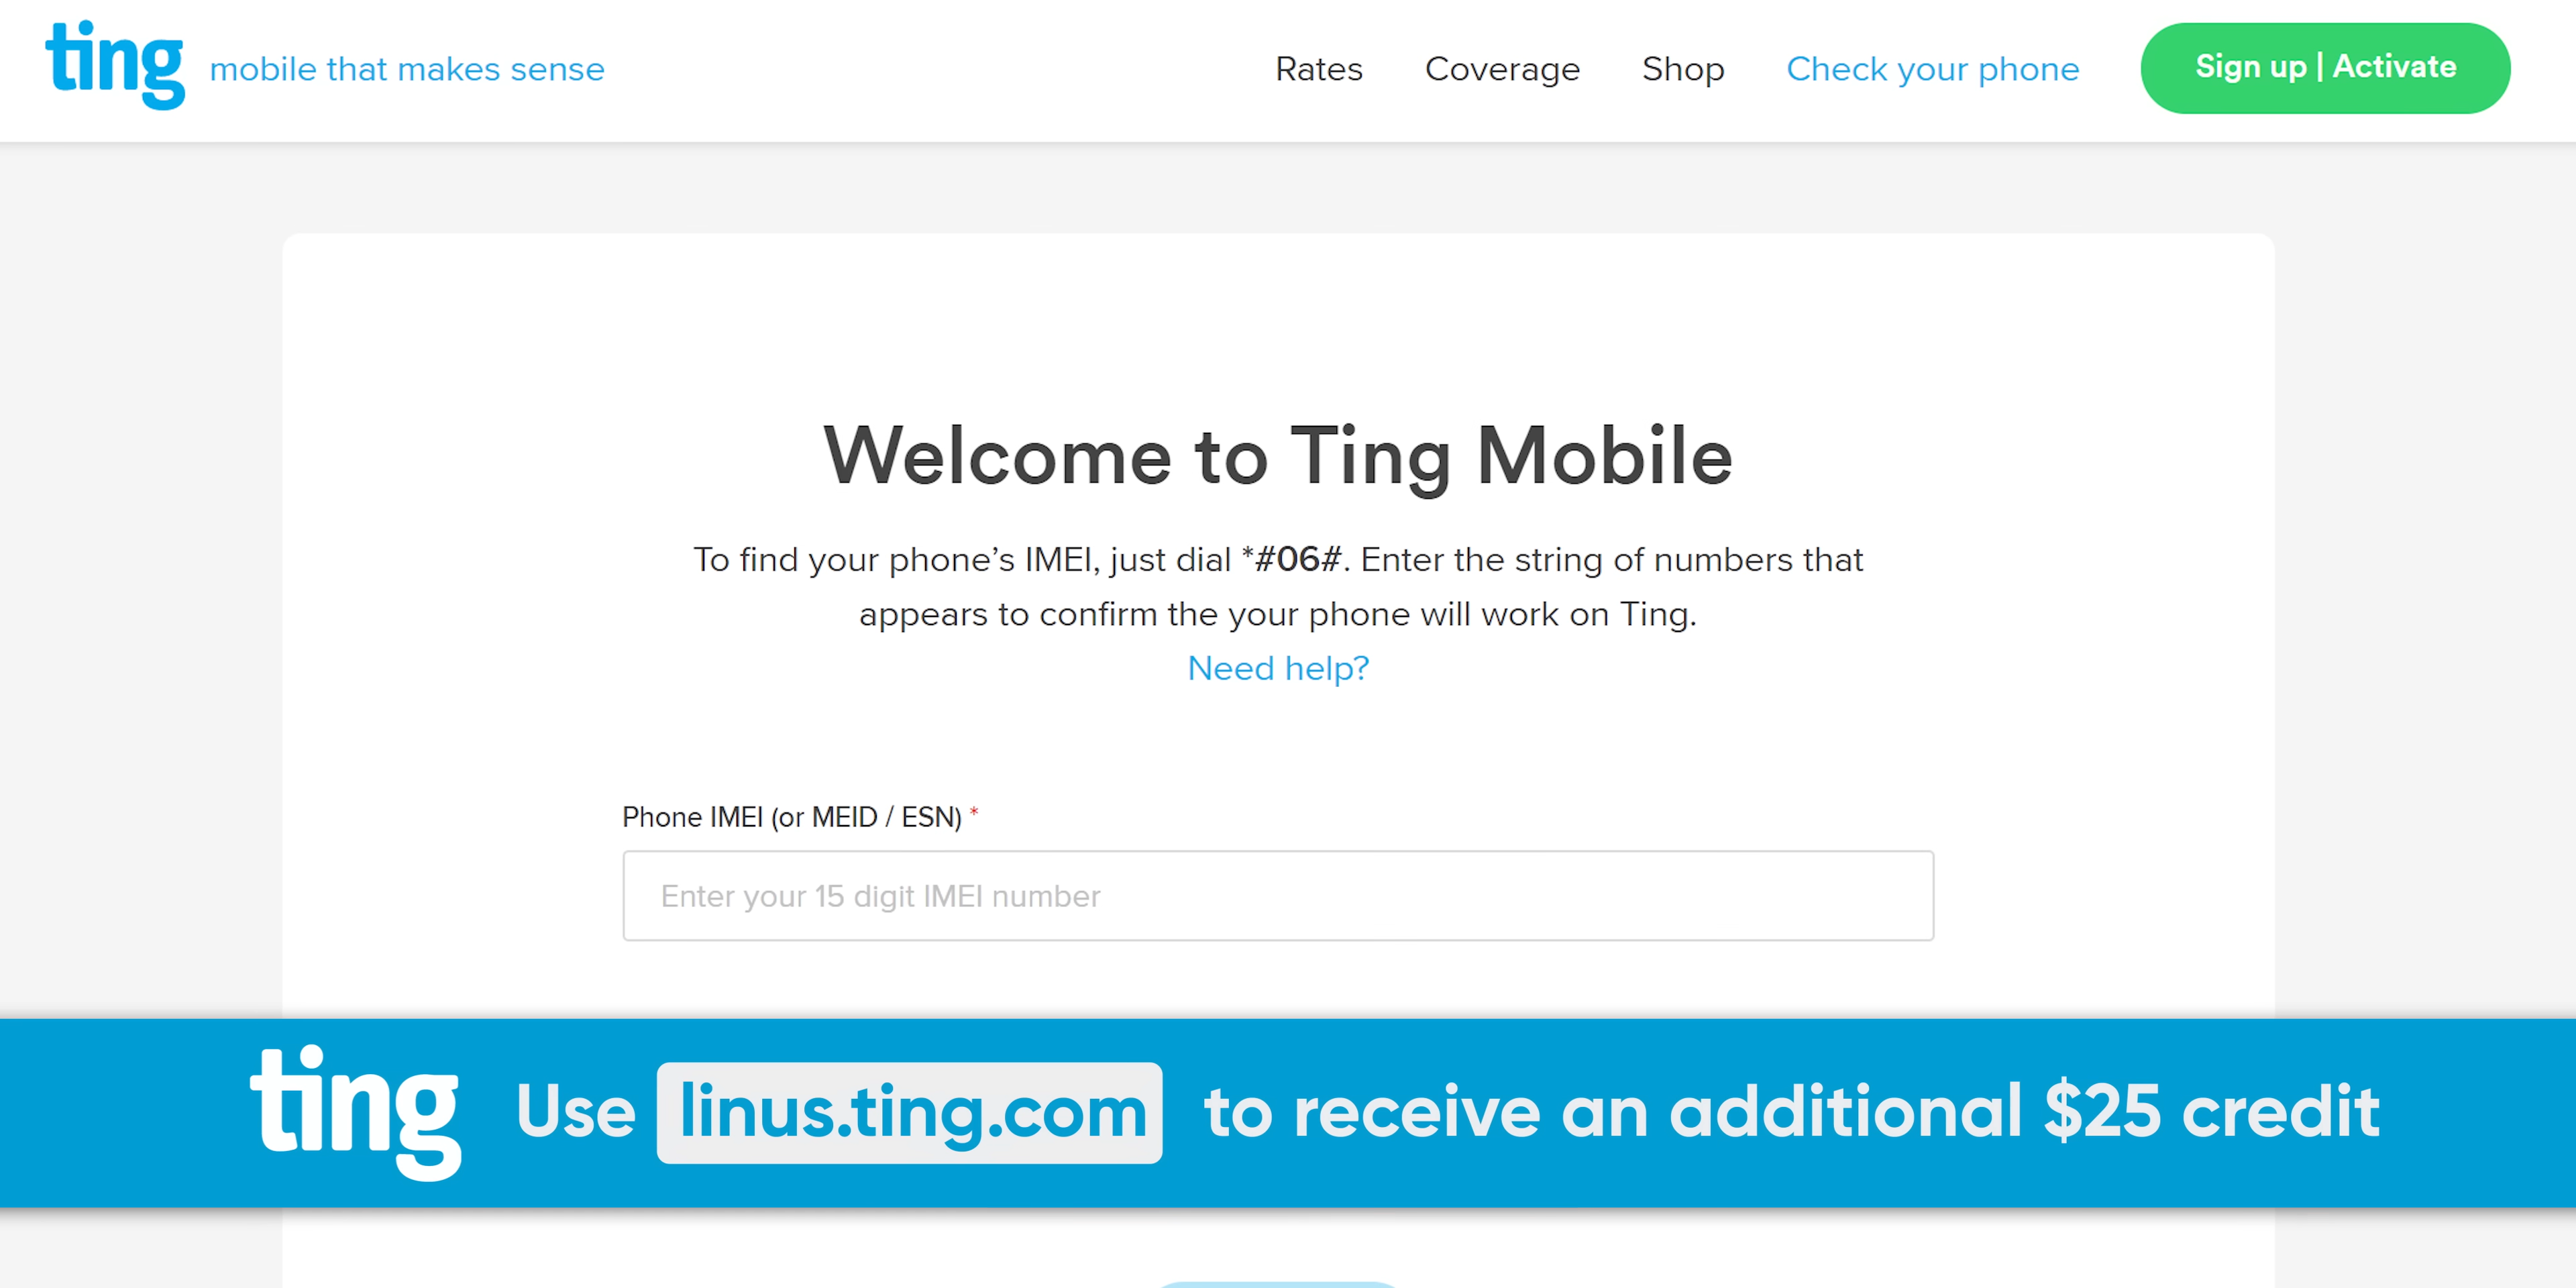 ting mobile that makes sense Rates Coverage Shop Check your phone Sign up | Activate
Welcome to Ting Mobile
To find your phone’s IMEI, just dial *#06#. Enter the string of numbers that
appears to confirm the your phone will work on Ting.
Need help?
Phone IMEI (or MEID / ESN) *
Enter your 15 digit IMEI number
ting Use linus.ting.com to receive an additional $25 credit